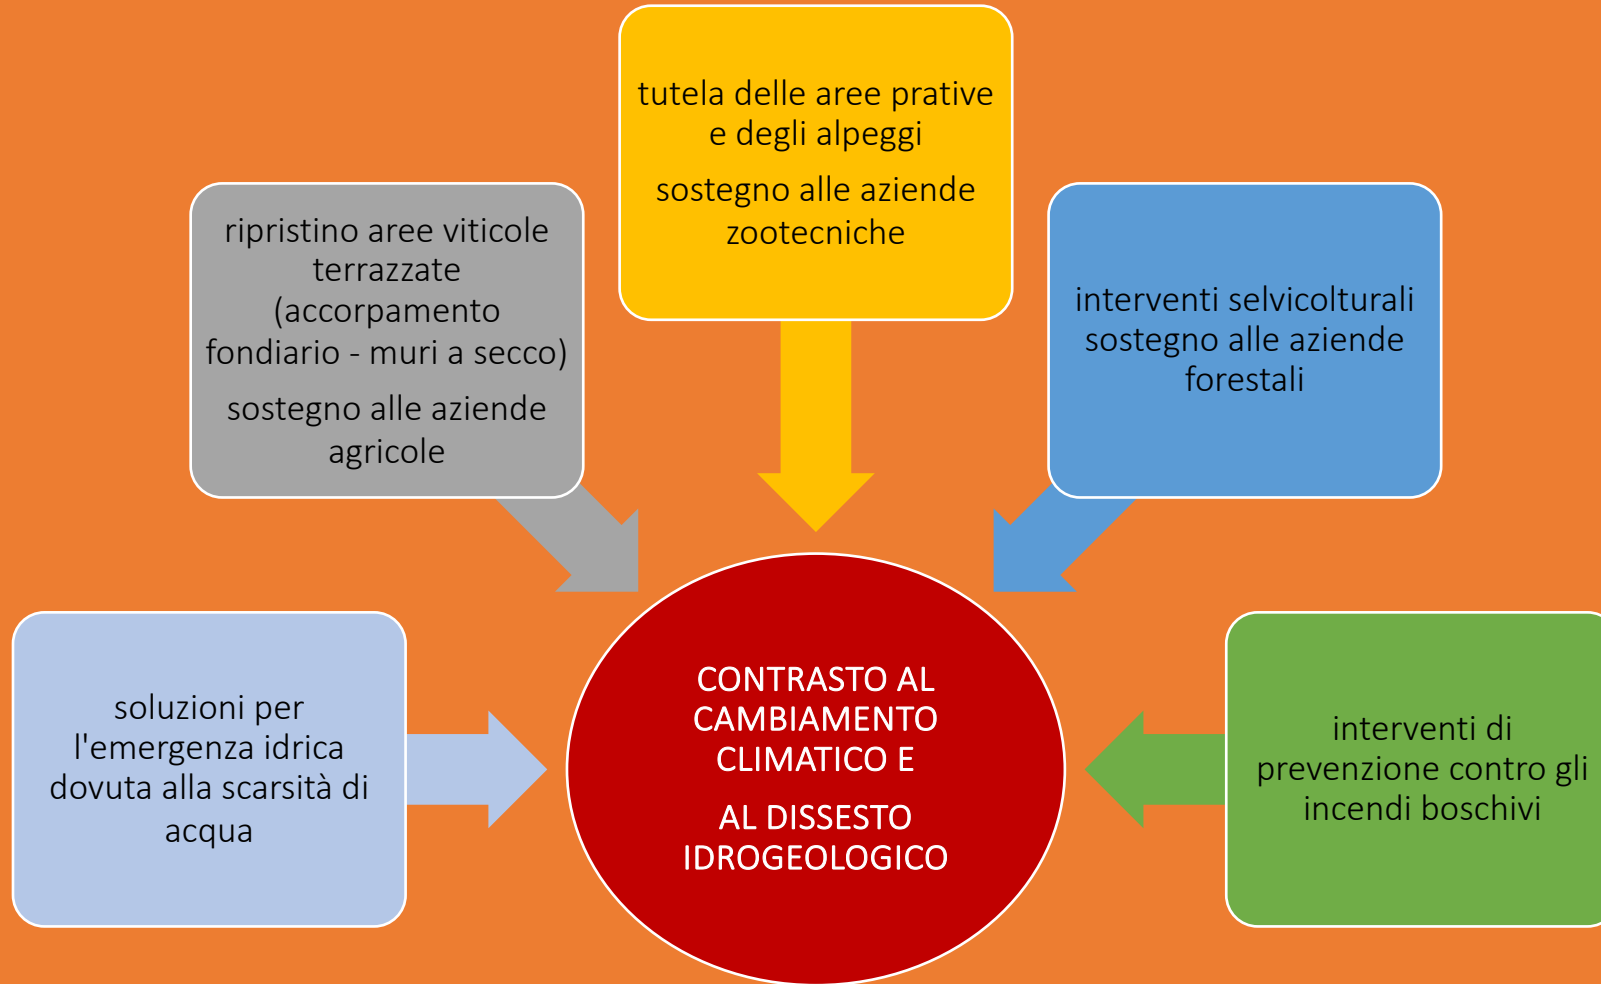 tutela delle aree prative
e degli alpeggi
sostegno alle aziende
zootecniche
ripristino aree viticole
terrazzate
(accorpamento
fondiario - muri a secco)
sostegno alle aziende
agricole
interventi selvicolturali
sostegno alle aziende
forestali
soluzioni per
l'emergenza idrica
dovuta alla scarsità di
acqua
CONTRASTO AL
CAMBIAMENTO
CLIMATICO E
AL DISSESTO
IDROGEOLOGICO
interventi di
prevenzione contro gli
incendi boschivi